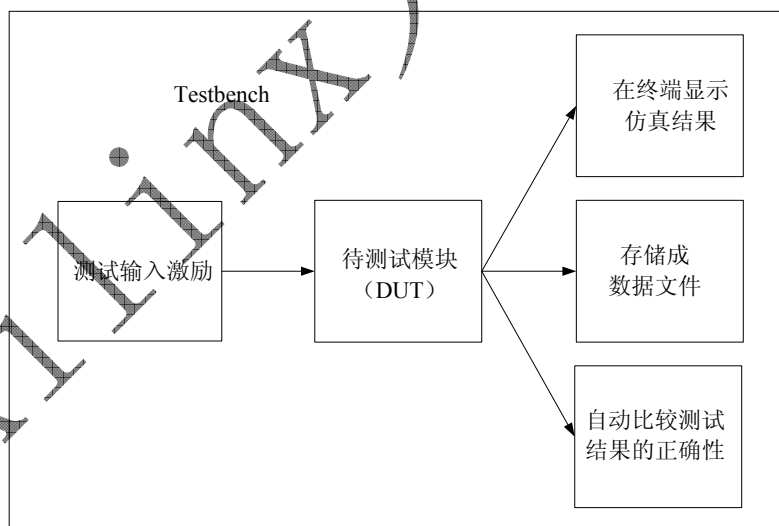 Testbench
测试输入激励
待测试模块
（DUT）
在终端显示
仿真结果
存储成
数据文件
自动比较测试
结果的正确性
ilinx)